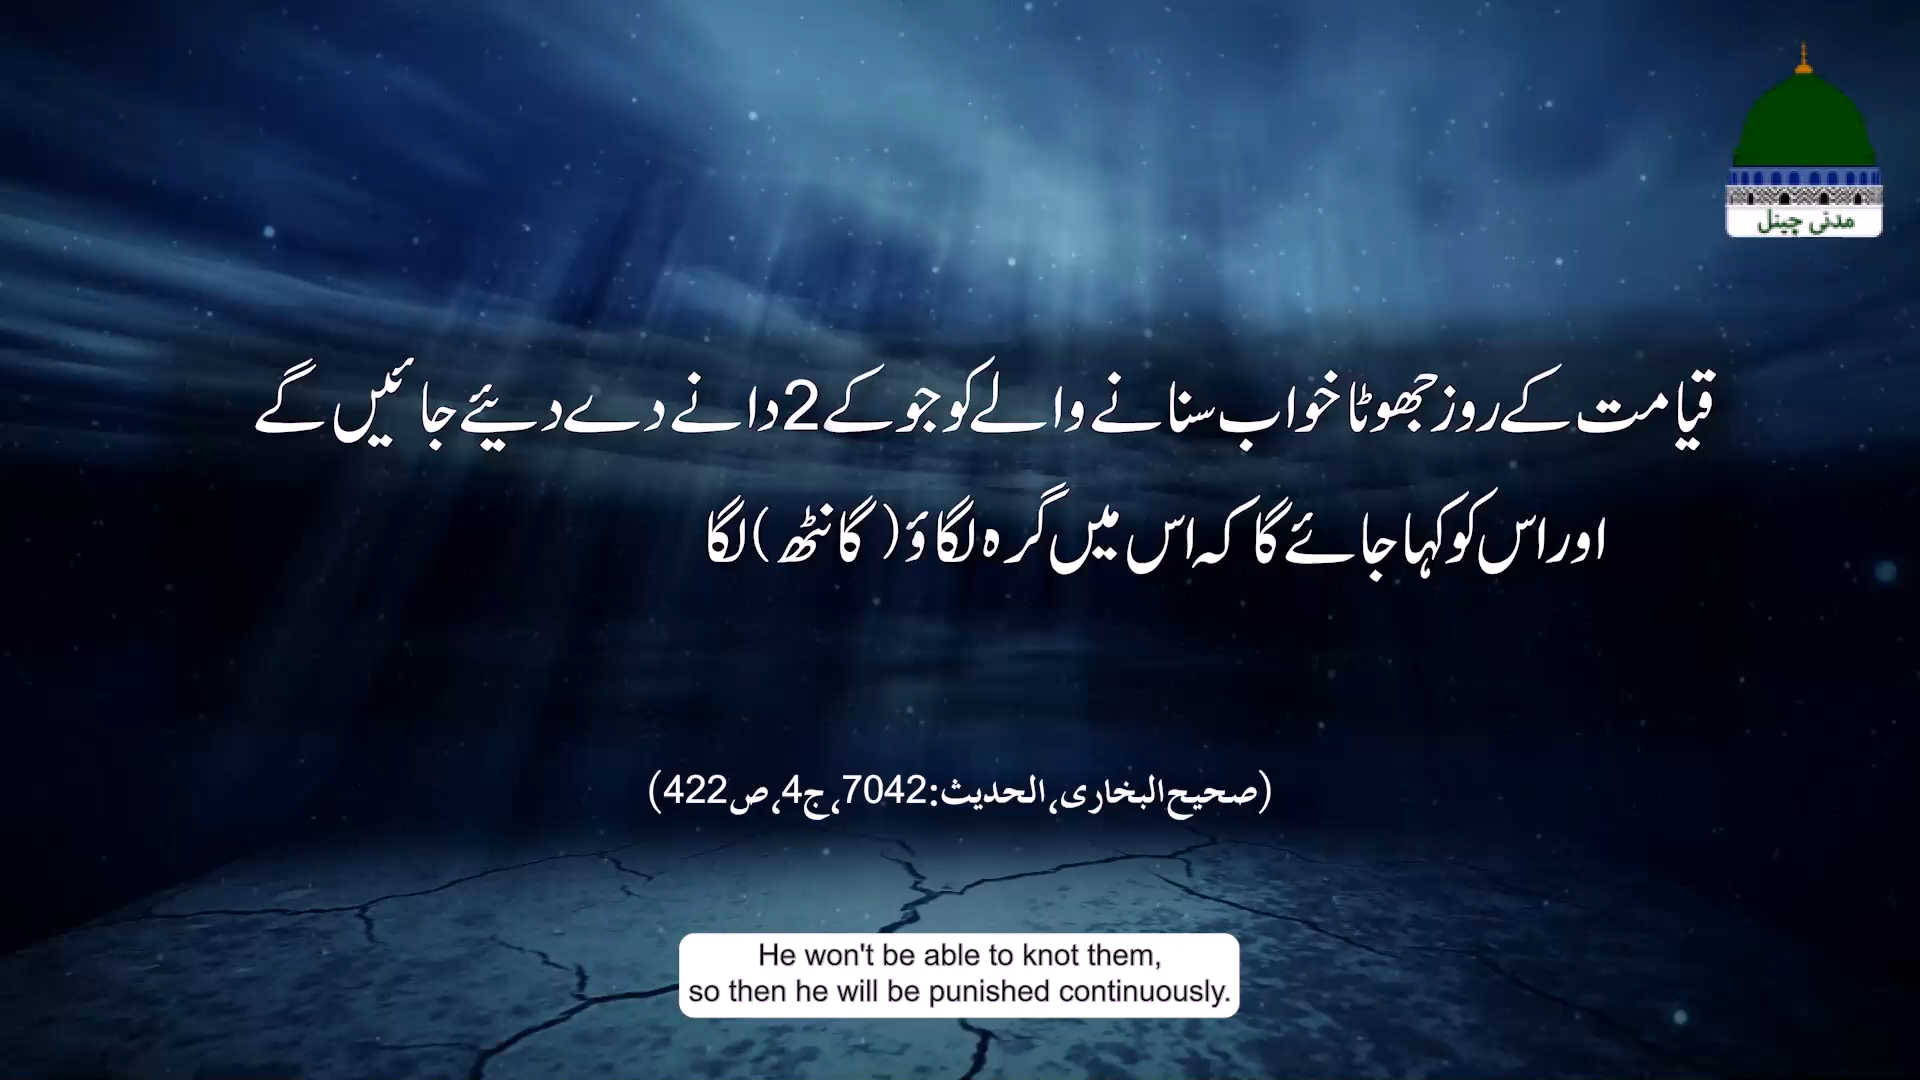 مدنی چینل
قیامت کے روز جھوٹا خواب سنانے والے کو جو کے 2 دانے دے دیئے جائیں گے
اور اس کو کہا جائے گا کہ اس میں گرہ لگاؤ (گانٹھ) لگا
(صحیح البخاری، الحدیث:7042، ج4، ص422)
He won't be able to knot them,
so then he will be punished continuously.